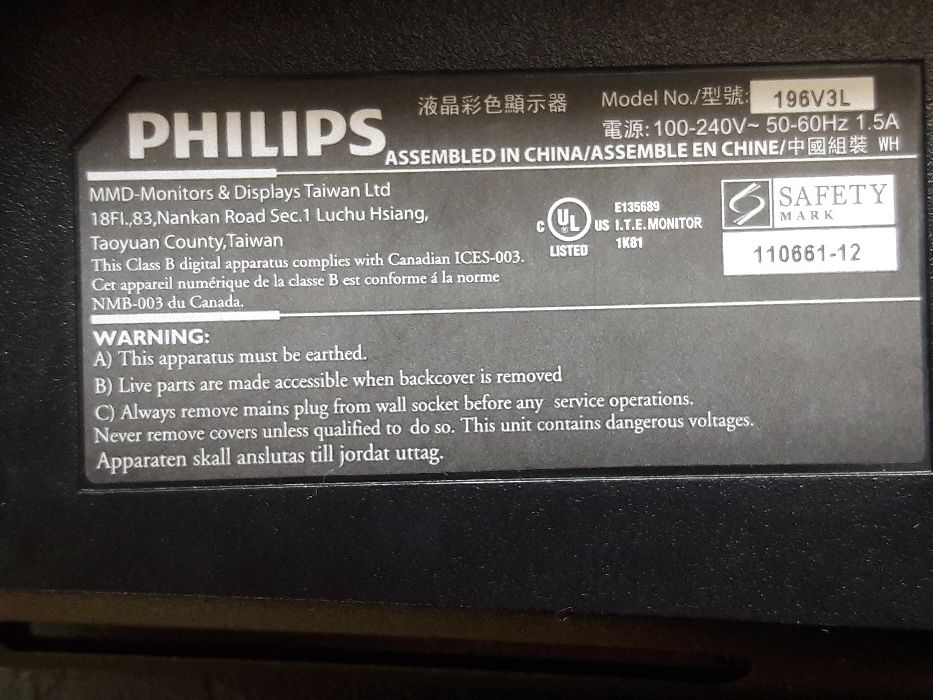 PHILIPS 液晶彩色顯示器 Model No./型號: 196V3L
電源: 100-240V~ 50-60Hz 1.5A
ASSEMBLED IN CHINA/ASSEMBLE EN CHINE/中國組裝 WH
MMD-Monitors & Displays Taiwan Ltd
18Fl.,83,Nankan Road Sec.1 Luchu Hsiang,
Taoyuan County,Taiwan
This Class B digital apparatus complies with Canadian ICES-003.
Cet appareil numérique de la classe B est conforme á la norme
NMB-003 du Canada.
C UL ® US
LISTED
E135689
I.T.E.MONITOR
1K81
SAFETY
MARK
110661-12
WARNING:
A) This apparatus must be earthed.
B) Live parts are made accessible when backcover is removed
C) Always remove mains plug from wall socket before any service operations.
Never remove covers unless qualified to do so. This unit contains dangerous voltages.
Apparaten skall anslutas till jordat uttag.